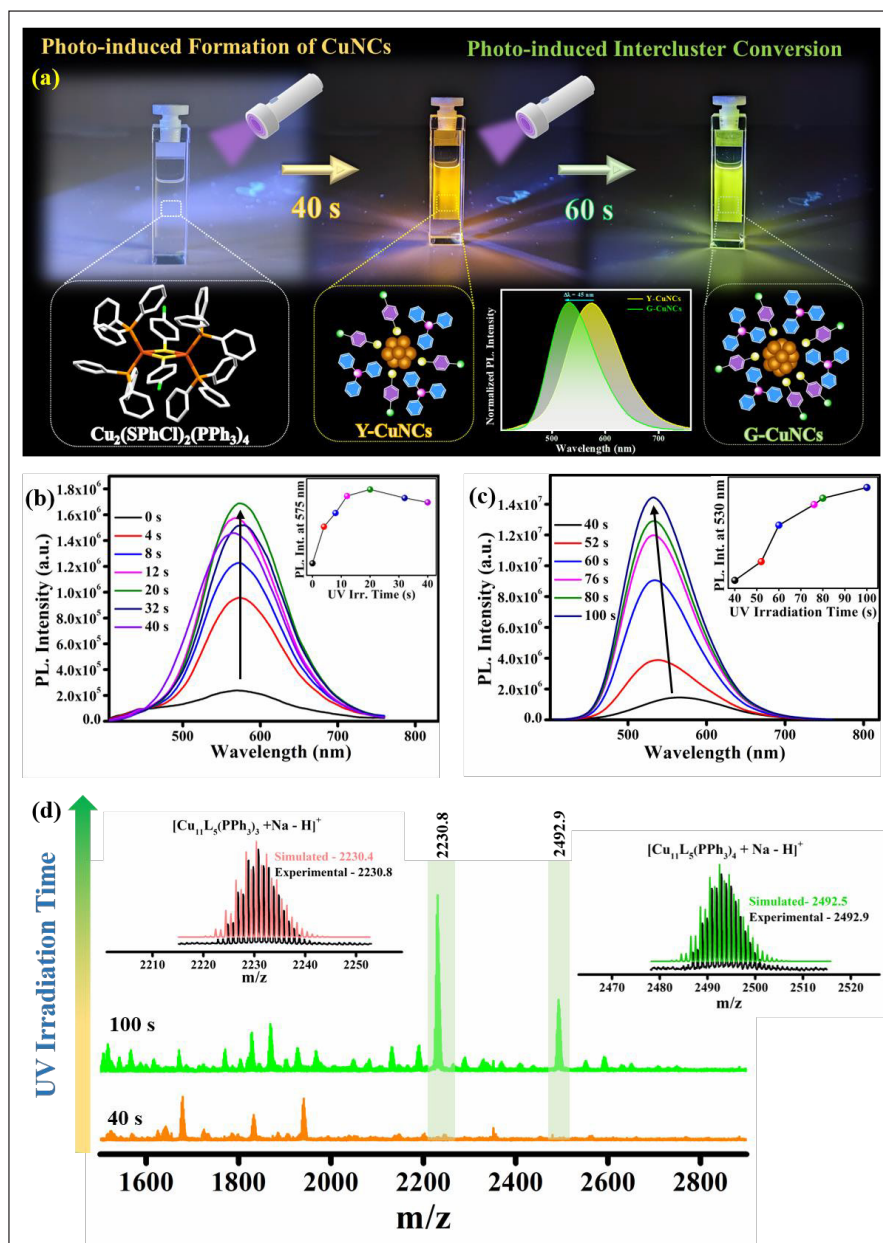 Photo-induced Formation of CuNCs
Photo-induced Intercluster Conversion
(a)
40 s
60 s
Cu2(SPhCl)2(PPh3)4
Y-CuNCs
Normalized PL. Intensity
Δλ = 45 nm
Y-CuNCs
G-CuNCs
500 600 700
Wavelength (nm)
G-CuNCs
(b)
PL. Intensity (a.u.)
1.8x10^6
1.6x10^6
1.4x10^6
1.2x10^6
1.0x10^6
8.0x10^5
6.0x10^5
4.0x10^5
2.0x10^5
0.0
0 s
4 s
8 s
12 s
20 s
32 s
40 s
PL. Int. at 575 nm
0 10 20 30 40
UV Irr. Time (s)
500 600 700 800
Wavelength (nm)
(c)
PL. Intensity (a.u.)
1.4x10^7
1.2x10^7
1.0x10^7
8.0x10^6
6.0x10^6
4.0x10^6
2.0x10^6
0.0
40 s
52 s
60 s
76 s
80 s
100 s
PL. Int. at 530 nm
40 50 60 70 80 90 100
UV Irradiation Time (s)
500 600 700 800
Wavelength (nm)
(d)
UV Irradiation Time
[Cu11L5(PPh3)3 +Na - H]+
Simulated - 2230.4
Experimental - 2230.8
2210 2220 2230 2240 2250
m/z
2230.8
2492.9
[Cu11L5(PPh3)4 + Na - H]+
Simulated- 2492.5
Experimental - 2492.9
2470 2480 2490 2500 2510 2520
m/z
100 s
40 s
1600 1800 2000 2200 2400 2600 2800
m/z